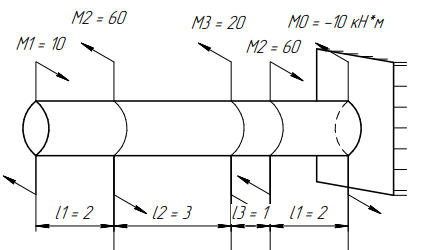 M2 = 60
M3 = 20
M0 = -10 кН*м
M1 = 10
M2 = 60
l1 = 2
l2 = 3
l3 = 1
l1 = 2